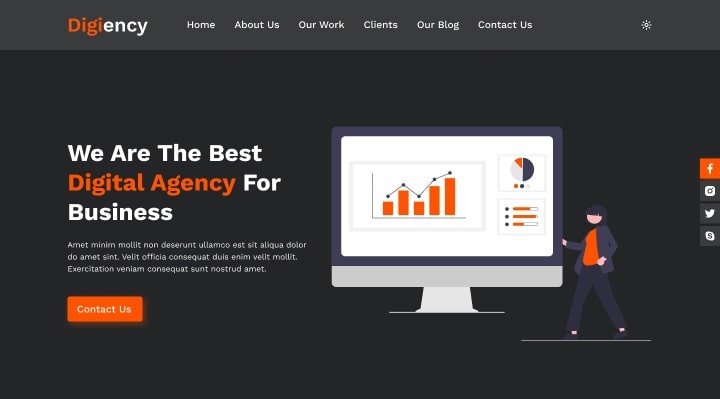 Digiency
Home About Us Our Work Clients Our Blog Contact Us
We Are The Best
Digital Agency For
Business
Amet minim mollit non deserunt ullamco est sit aliqua dolor
do amet sint. Velit officia consequat duis enim velit mollit.
Exercitation veniam consequat sunt nostrud amet.
Contact Us